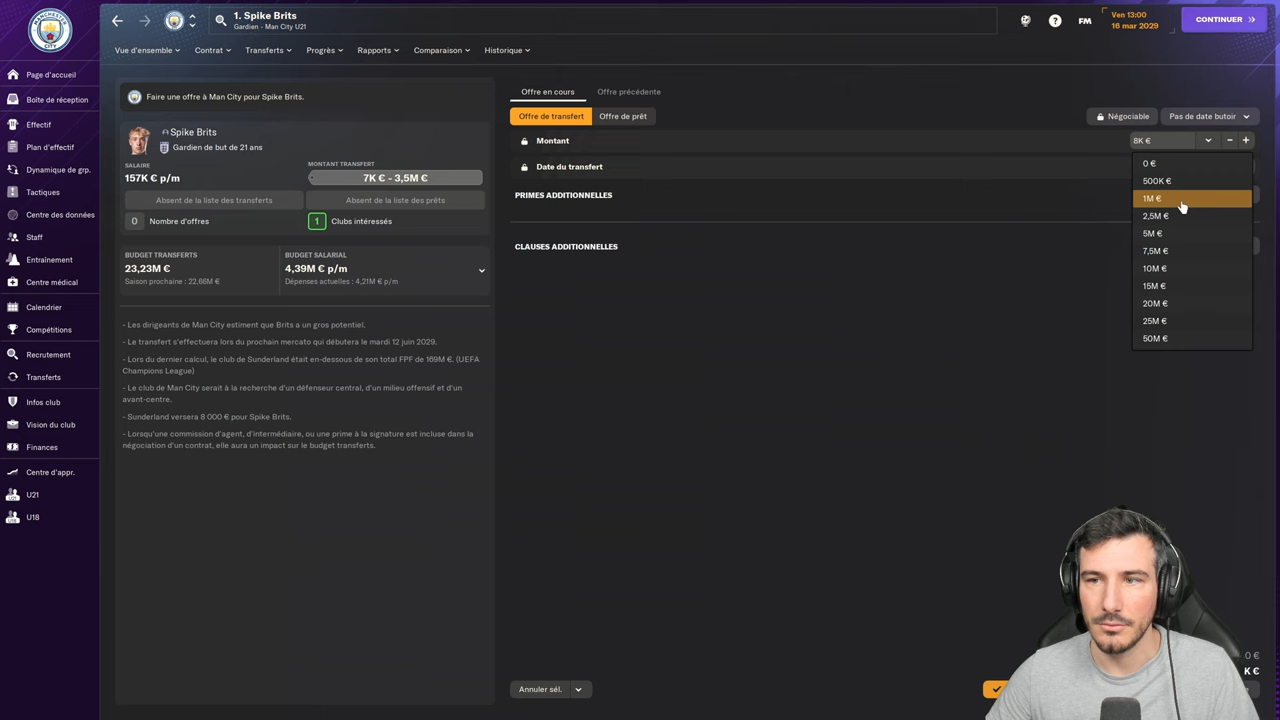 MANCHESTER
CITY
1. Spike Brits
Gardien - Man City U21
FM
Ven 13:00
16 mar 2029
CONTINUER
Vue d'ensemble
Contrat
Transferts
Progrès
Rapports
Comparaison
Historique
Page d'accueil
Boîte de réception
Effectif
Plan d'effectif
Dynamique de grp.
Tactiques
Centre des données
Staff
Entraînement
Centre médical
Calendrier
Compétitions
Recrutement
Transferts
Infos club
Vision du club
Finances
Centre d'appr.
U21
U18
Faire une offre à Man City pour Spike Brits.
Spike Brits
Gardien de but de 21 ans
SALAIRE
157K € p/m
MONTANT TRANSFERT
7K € - 3,5M €
Absent de la liste des transferts
Absent de la liste des prêts
0 Nombre d'offres
1 Clubs intéressés
BUDGET TRANSFERTS
23,23M €
Saison prochaine : 22,66M €
BUDGET SALARIAL
4,39M € p/m
Dépenses actuelles : 4,21M € p/m
- Les dirigeants de Man City estiment que Brits a un gros potentiel.
- Le transfert s'effectuera lors du prochain mercato qui débutera le mardi 12 juin 2029.
- Lors du dernier calcul, le club de Sunderland était en-dessous de son total FPF de 169M €. (UEFA
Champions League)
- Le club de Man City serait à la recherche d'un défenseur central, d'un milieu offensif et d'un
avant-centre.
- Sunderland versera 8 000 € pour Spike Brits.
- Lorsqu'une commission d'agent, d'intermédiaire, ou une prime à la signature est incluse dans la
négociation d'un contrat, elle aura un impact sur le budget transferts.
Offre en cours
Offre précédente
Offre de transfert
Offre de prêt
Négociable
Pas de date butoir
Montant
8K €
Date du transfert
PRIMES ADDITIONNELLES
CLAUSES ADDITIONNELLES
0 €
500K €
1M €
2,5M €
5M €
7,5M €
10M €
15M €
20M €
25M €
50M €
0 €
K €
Annuler sél.